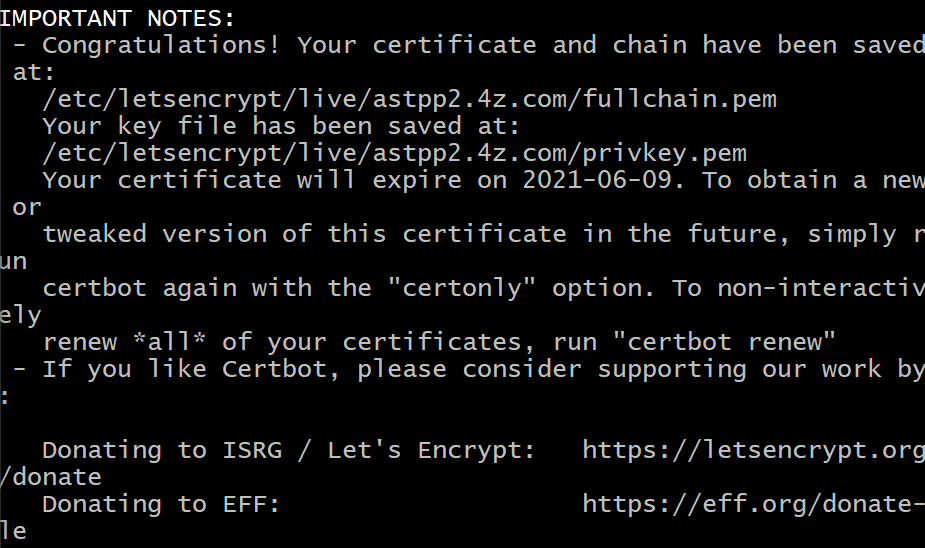 IMPORTANT NOTES:
- Congratulations! Your certificate and chain have been saved
at:
/etc/letsencrypt/live/astpp2.4z.com/fullchain.pem
Your key file has been saved at:
/etc/letsencrypt/live/astpp2.4z.com/privkey.pem
Your certificate will expire on 2021-06-09. To obtain a new
or
tweaked version of this certificate in the future, simply r
un
certbot again with the "certonly" option. To non-interactiv
ely
renew *all* of your certificates, run "certbot renew"
- If you like Certbot, please consider supporting our work by
:
Donating to ISRG / Let's Encrypt:   https://letsencrypt.org
/donate
Donating to EFF:                    https://eff.org/donate-
le